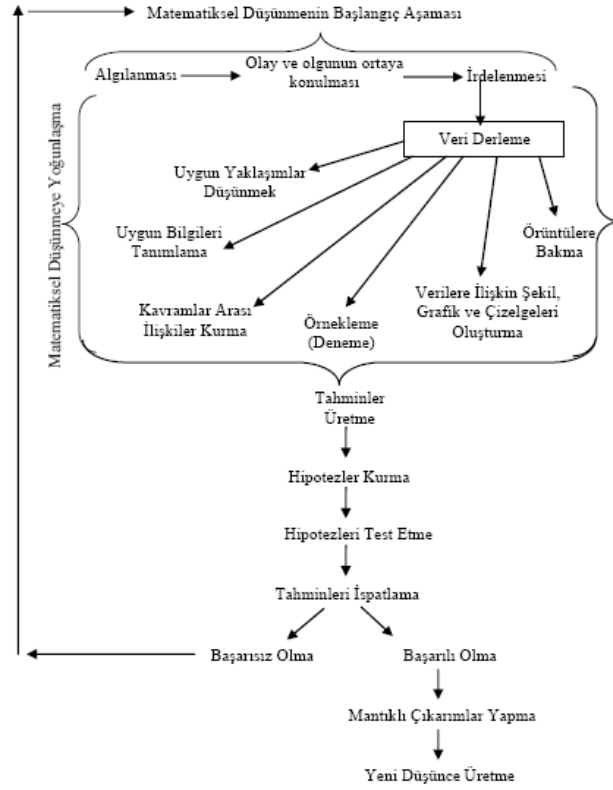 Matematiksel Düşünmenin Başlangıç Aşaması
Algılanması
Olay ve olgunun ortaya
konulması
İrdelenmesi
Matematiksel Düşünmeye Yoğunlaşma
Veri Derleme
Uygun Yaklaşımlar
Düşünmek
Uygun Bilgileri
Tanımlama
Kavramlar Arası
İlişkiler Kurma
Örnekleme
(Deneme)
Verilere İlişkin Şekil,
Grafik ve Çizelgeleri
Oluşturma
Örüntülere
Bakma
Tahminler
Üretme
Hipotezler Kurma
Hipotezleri Test Etme
Tahminleri İspatlama
Başarısız Olma
Başarılı Olma
Mantıklı Çıkarımlar Yapma
Yeni Düşünce Üretme